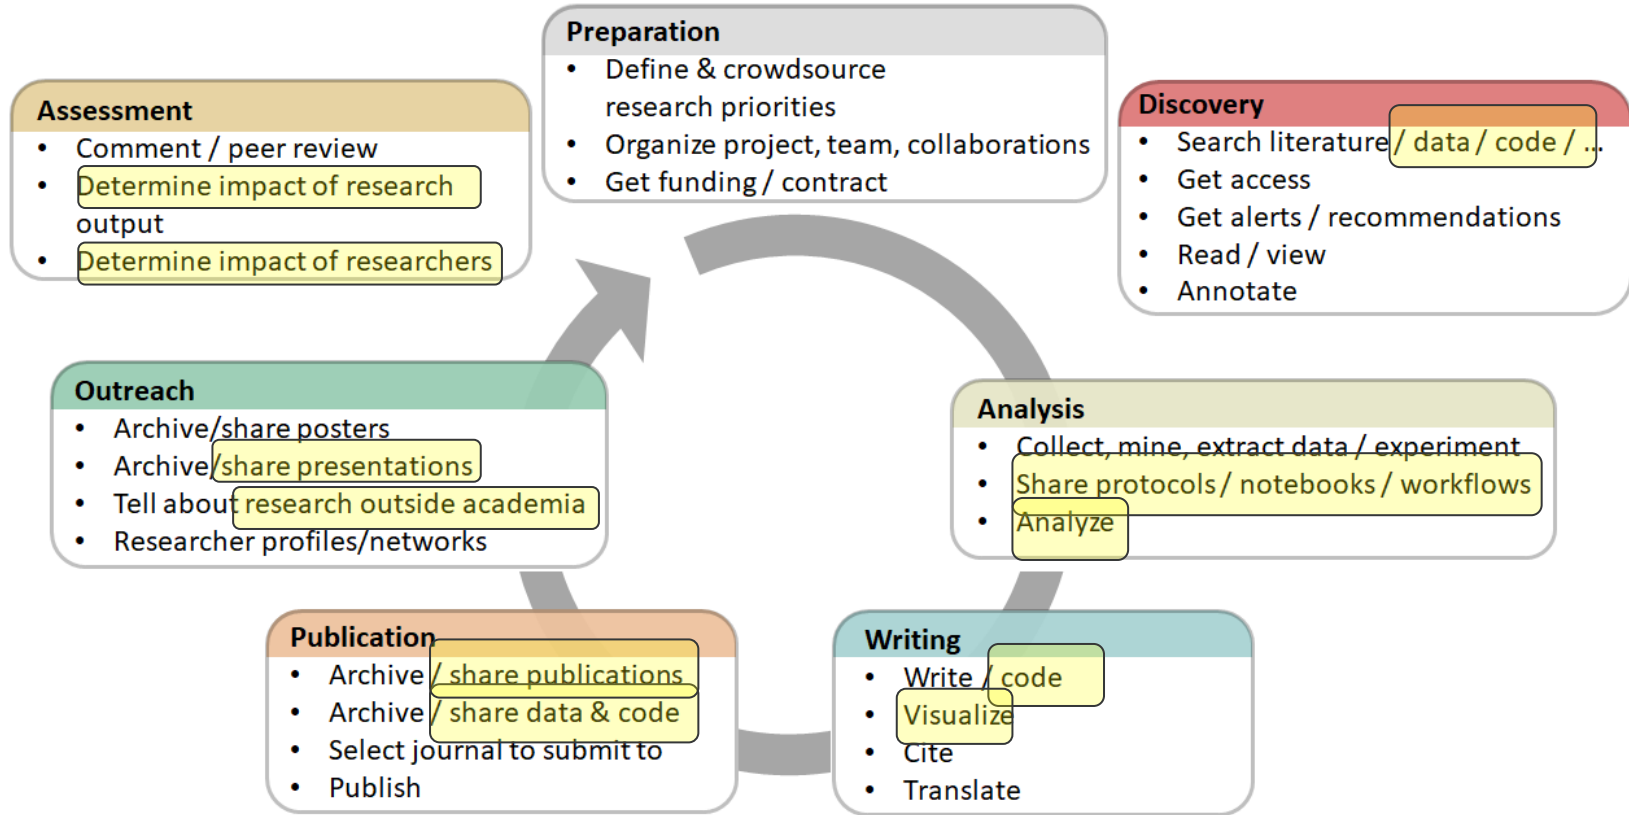 Preparation
• Define & crowdsource
research priorities
• Organize project, team, collaborations
• Get funding / contract
Discovery
• Search literature / data / code / ...
• Get access
• Get alerts / recommendations
• Read / view
• Annotate
Analysis
• Collect, mine, extract data / experiment
• Share protocols / notebooks / workflows
• Analyze
Writing
• Write / code
• Visualize
• Cite
• Translate
Publication
• Archive / share publications
• Archive / share data & code
• Select journal to submit to
• Publish
Outreach
• Archive/share posters
• Archive/share presentations
• Tell about research outside academia
• Researcher profiles/networks
Assessment
• Comment / peer review
• Determine impact of research
output
• Determine impact of researchers